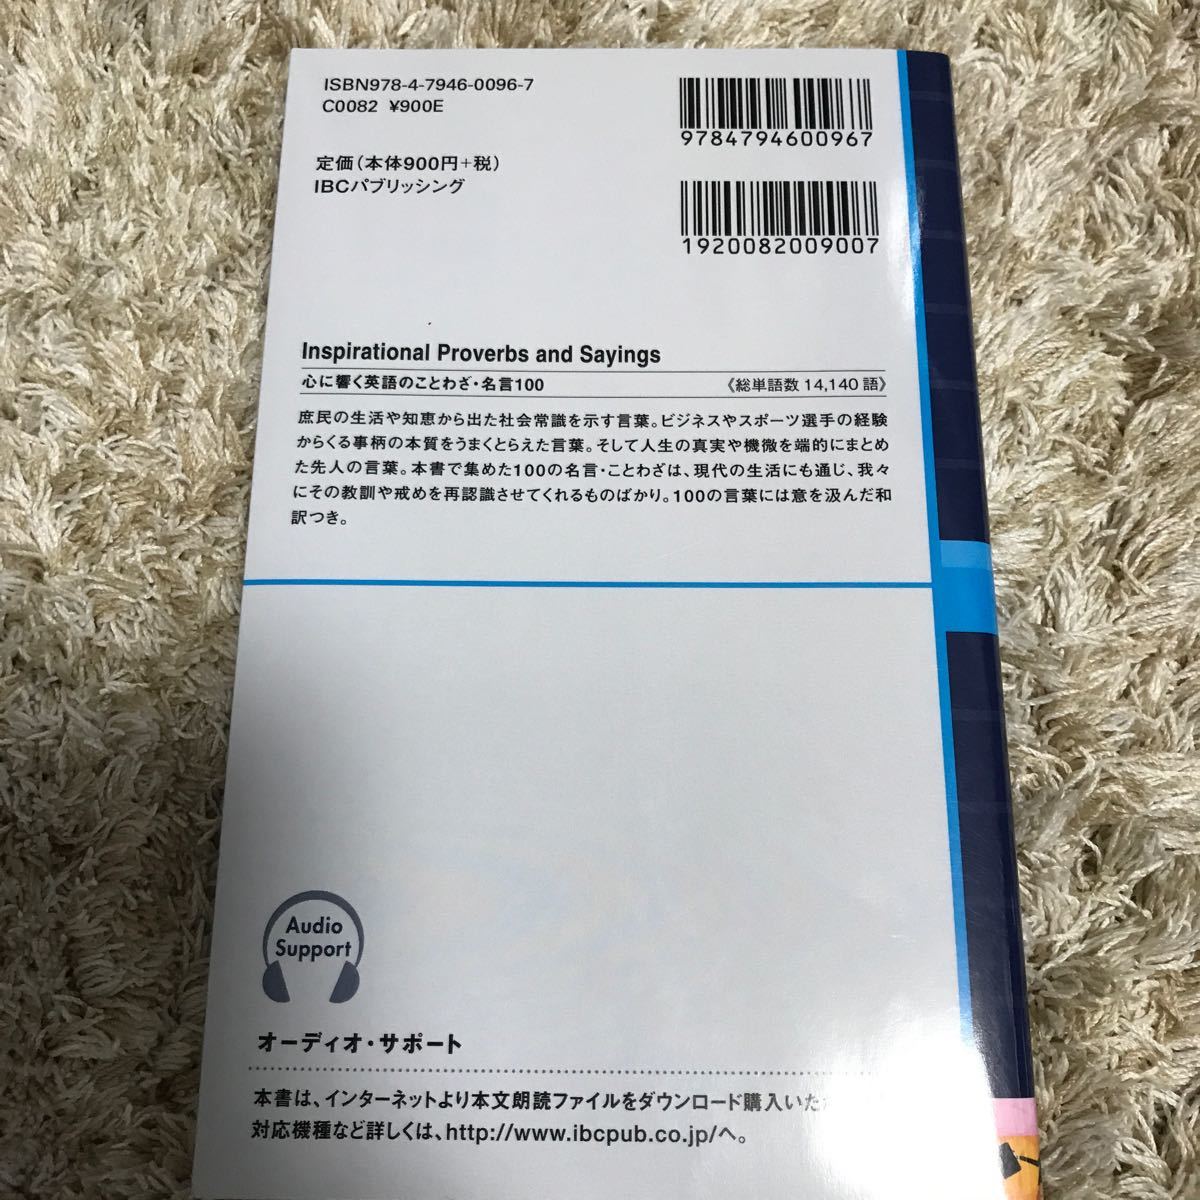 ISBN978-4-7946-0096-7
C0082 ¥900E
9784794600967
定価(本体900円+税)
IBCパブリッシング
1920082009007
Inspirational Proverbs and Sayings
心に響く英語のことわざ・名言100 《総単語数14,140語》
庶民の生活や知恵から出た社会常識を示す言葉。ビジネスやスポーツ選手の経験
からくる事柄の本質をうまくとらえた言葉。そして人生の真実や機微を端的にまとめ
た先人の言葉。本書で集めた100の名言・ことわざは、現代の生活にも通じ、我々
にその教訓や戒めを再認識させてくれるものばかり。100の言葉には意を汲んだ和
訳つき。
Audio
Support
オーディオ・サポート
本書は、インターネットより本文朗読ファイルをダウンロード購入いた
対応機種など詳しくは、http://www.ibcpub.co.jp/へ。